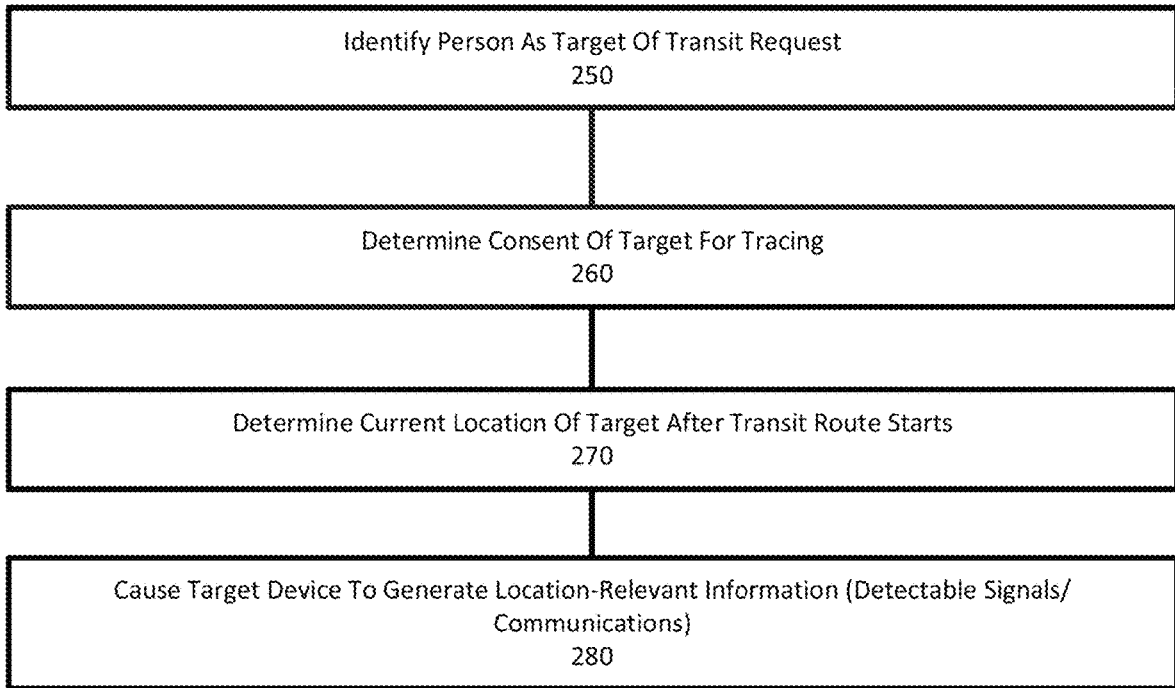 Identify Person As Target Of Transit Request
250
Determine Consent Of Target For Tracing
260
Determine Current Location Of Target After Transit Route Starts
270
Cause Target Device To Generate Location-Relevant Information (Detectable Signals/
Communications)
280